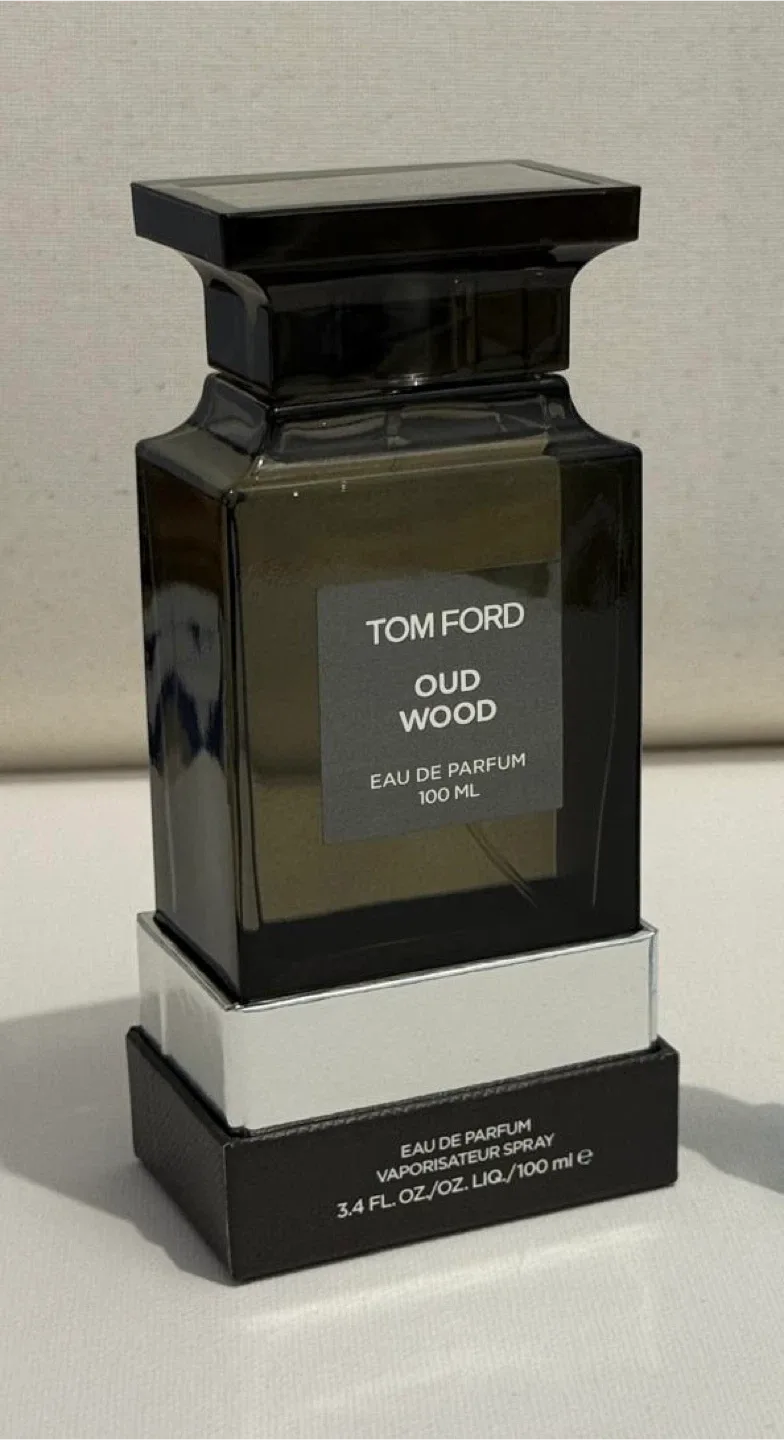 TOM FORD
OUD
WOOD
EAU DE PARFUM
100 ML
EAU DE PARFUM
VAPORISATEUR SPRAY
3.4 FL. OZ./OZ. LIQ./100 ml ℮